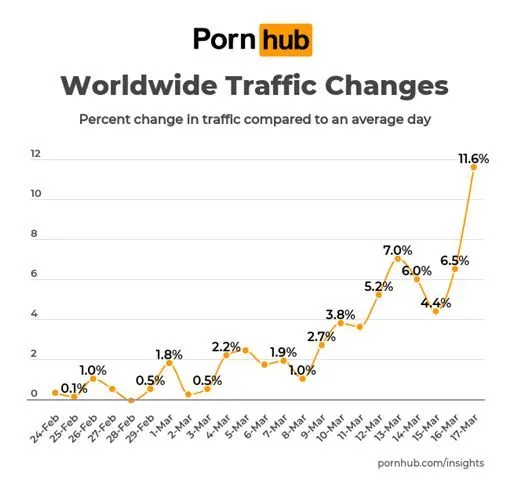 Porn hub
Worldwide Traffic Changes
Percent change in traffic compared to an average day
12
10
8
6
4
2
0
0.1%
1.0%
0.5%
1.8%
0.5%
2.2%
1.9%
1.0%
2.7%
3.8%
5.2%
7.0%
6.0%
4.4%
6.5%
11.6%
24-Feb
25-Feb
26-Feb
27-Feb
28-Feb
29-Feb
1-Mar
2-Mar
3-Mar
4-Mar
5-Mar
6-Mar
7-Mar
8-Mar
9-Mar
10-Mar
11-Mar
12-Mar
13-Mar
14-Mar
15-Mar
16-Mar
17-Mar
pornhub.com/insights